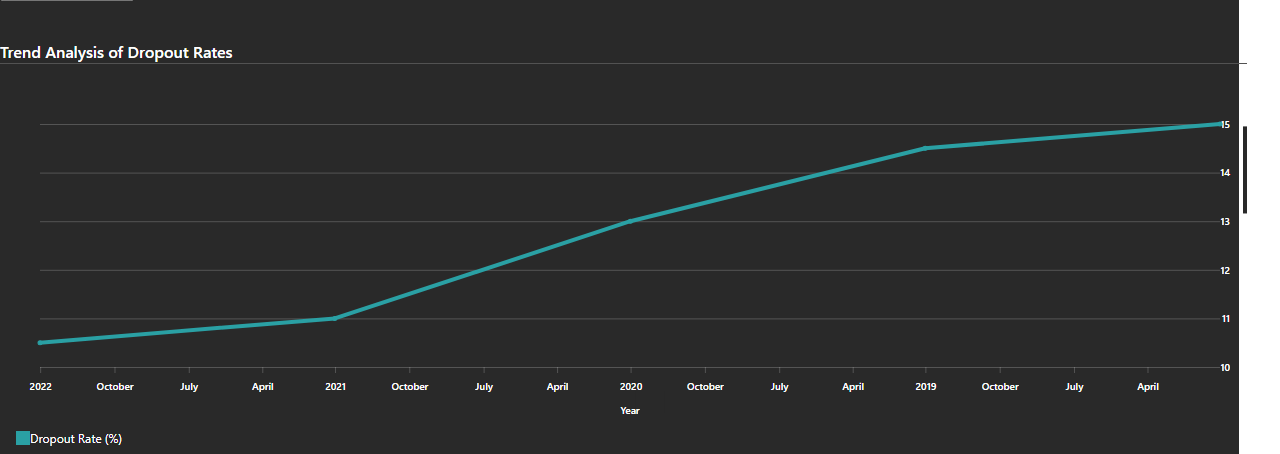 Trend Analysis of Dropout Rates
15
14
13
12
11
10
2022 October July April 2021 October July April 2020 October July April 2019 October July April
Year
Dropout Rate (%)